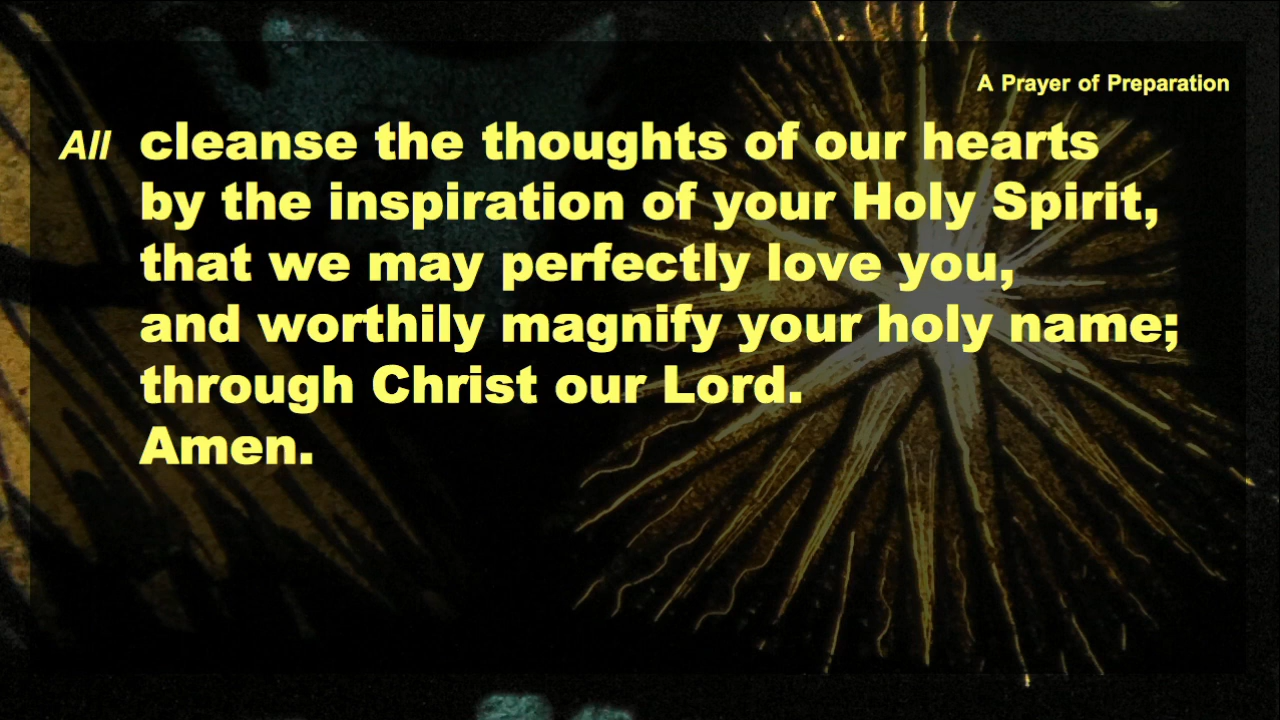 A Prayer of Preparation
All cleanse the thoughts of our hearts
by the inspiration of your Holy Spirit,
that we may perfectly love you,
and worthily magnify your holy name;
through Christ our Lord.
Amen.